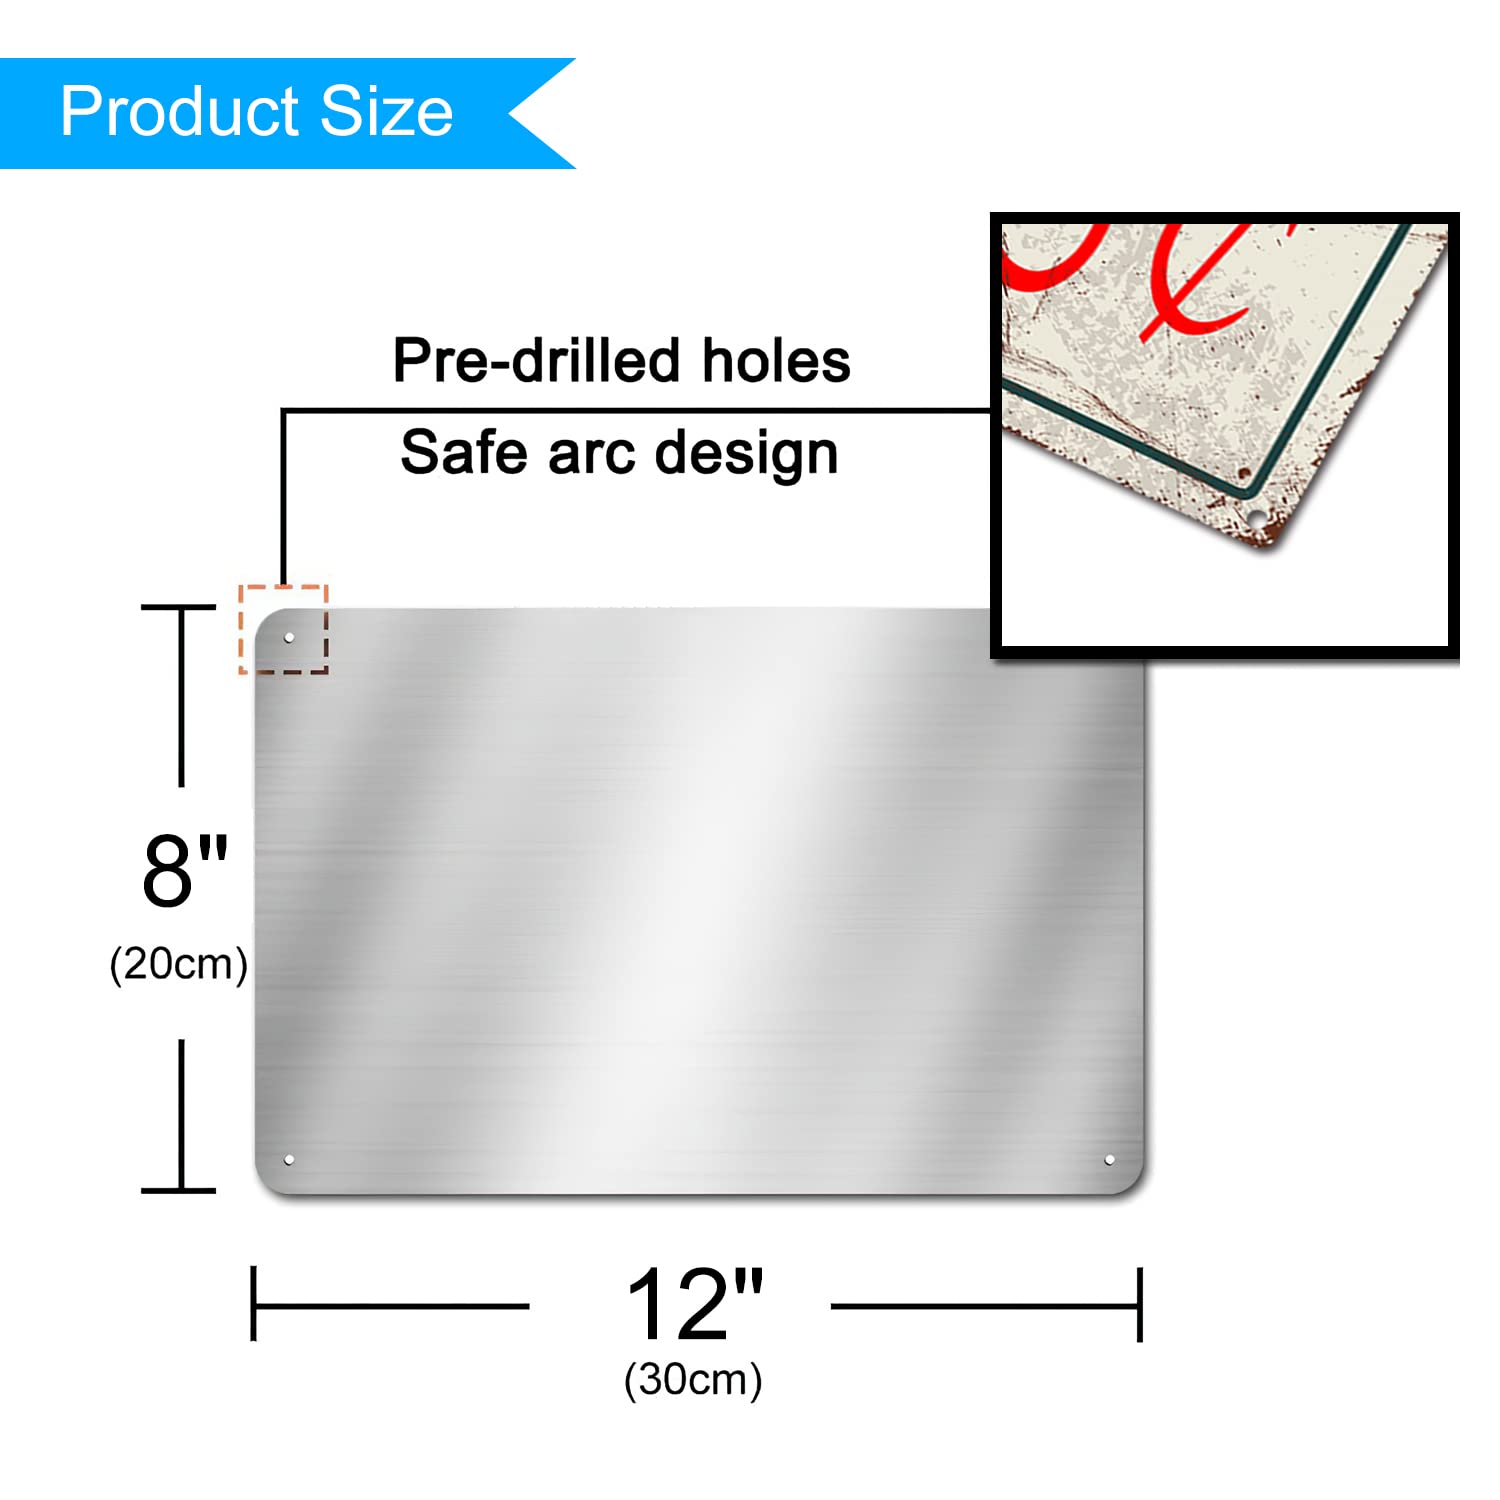 Product Size
Pre-drilled holes
Safe arc design
¢
8"
(20cm)
12"
(30cm)